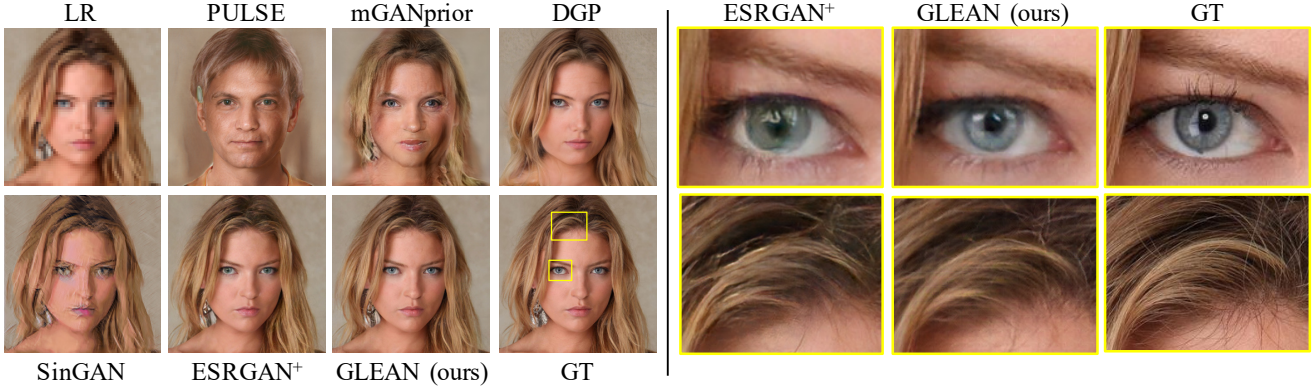 LR PULSE mGANprior DGP ESRGAN⁺ GLEAN (ours) GT
SinGAN ESRGAN⁺ GLEAN (ours) GT